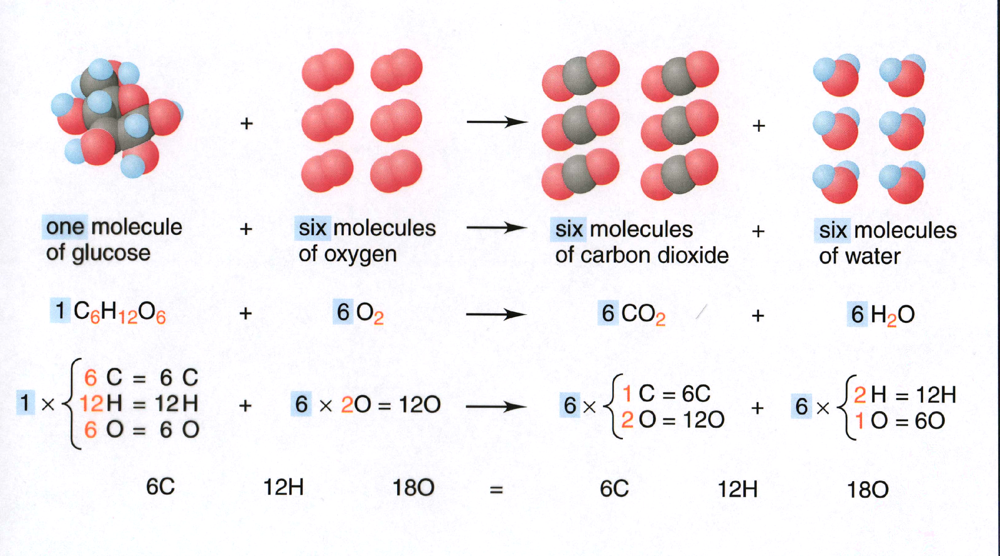 + → +
one molecule + six molecules → six molecules + six molecules
of glucose of oxygen of carbon dioxide of water
1 C₆H₁₂O₆ + 6 O₂ → 6 CO₂ + 6 H₂O
6 C = 6 C
1 × { 12H = 12H + 6 × 2O = 12O → 6 × { 1 C = 6C + 6 × { 2 H = 12H
6 O = 6 O 2 O = 12O 1 O = 6O
6C 12H 18O = 6C 12H 18O